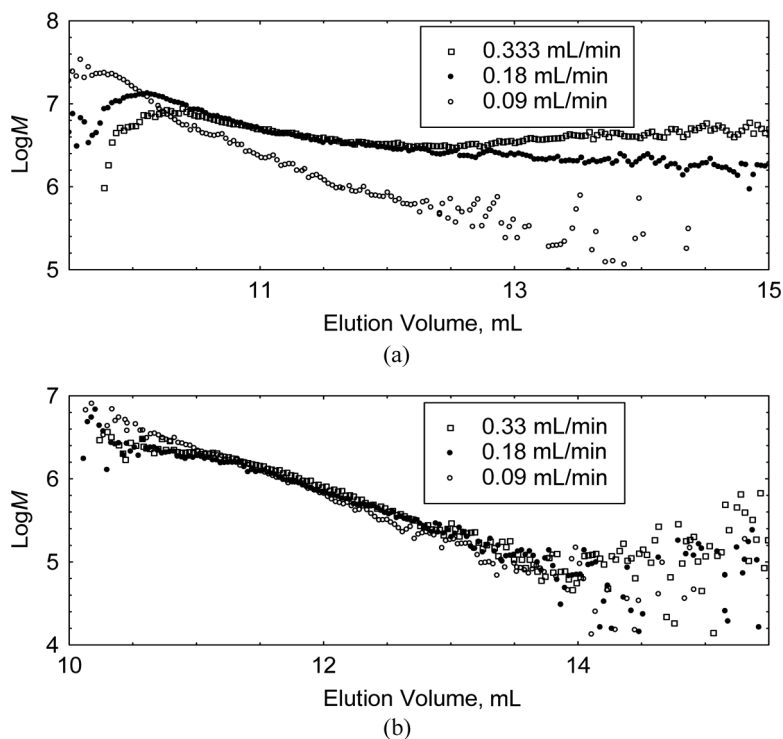 8
7
6
5
LogM
0.333 mL/min
0.18 mL/min
0.09 mL/min
11
13
15
Elution Volume, mL
(a)
7
6
5
4
LogM
0.33 mL/min
0.18 mL/min
0.09 mL/min
10
12
14
Elution Volume, mL
(b)